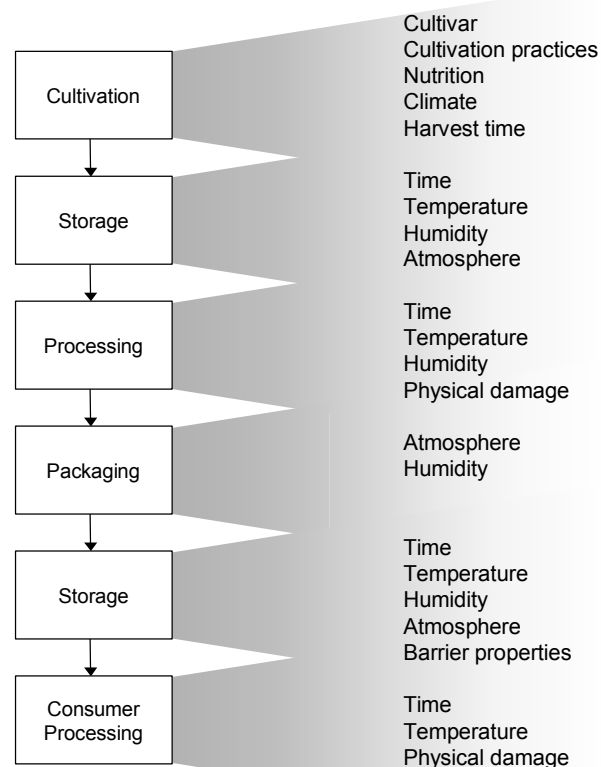 Cultivation
Cultivar
Cultivation practices
Nutrition
Climate
Harvest time
Storage
Time
Temperature
Humidity
Atmosphere
Processing
Time
Temperature
Humidity
Physical damage
Packaging
Atmosphere
Humidity
Storage
Time
Temperature
Humidity
Atmosphere
Barrier properties
Consumer
Processing
Time
Temperature
Physical damage